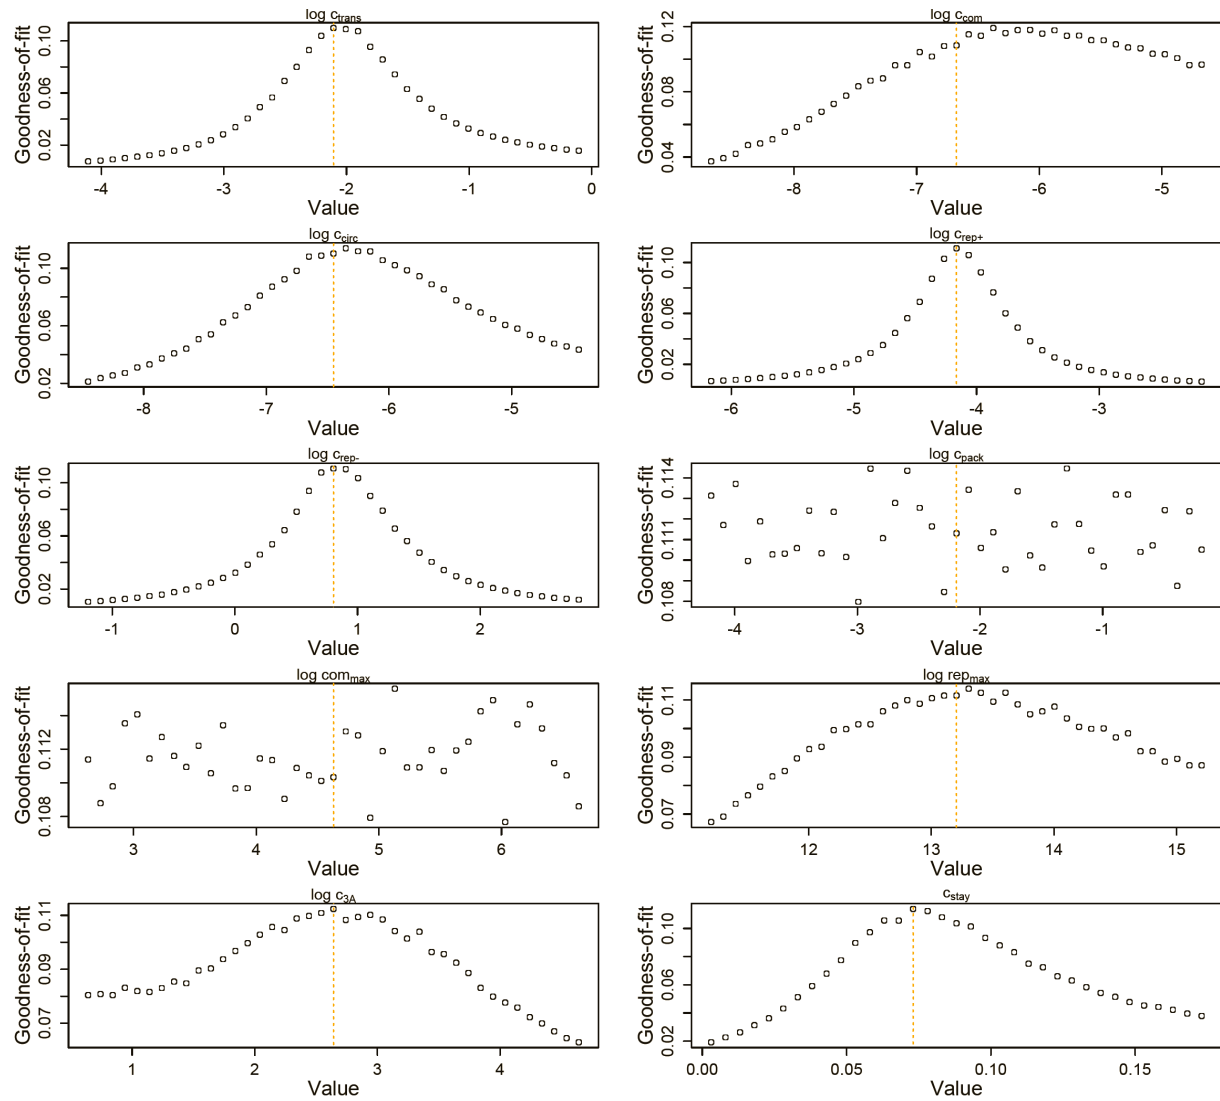 log c_trans
Goodness-of-fit
0.02 0.06 0.10
-4 -3 -2 -1 0
Value
log c_com
Goodness-of-fit
0.04 0.08 0.12
-8 -7 -6 -5
Value
log c_circ
Goodness-of-fit
0.02 0.06 0.10
-8 -7 -6 -5
Value
log c_rep+
Goodness-of-fit
0.02 0.06 0.10
-6 -5 -4 -3
Value
log c_rep-
Goodness-of-fit
0.02 0.06 0.10
-1 0 1 2
Value
log c_pack
Goodness-of-fit
0.108 0.111 0.114
-4 -3 -2 -1
Value
log com_max
Goodness-of-fit
0.108 0.112
3 4 5 6
Value
log rep_max
Goodness-of-fit
0.07 0.09 0.11
12 13 14 15
Value
log c_3A
Goodness-of-fit
0.07 0.09 0.11
1 2 3 4
Value
c_stay
Goodness-of-fit
0.02 0.06 0.10
0.00 0.05 0.10 0.15
Value